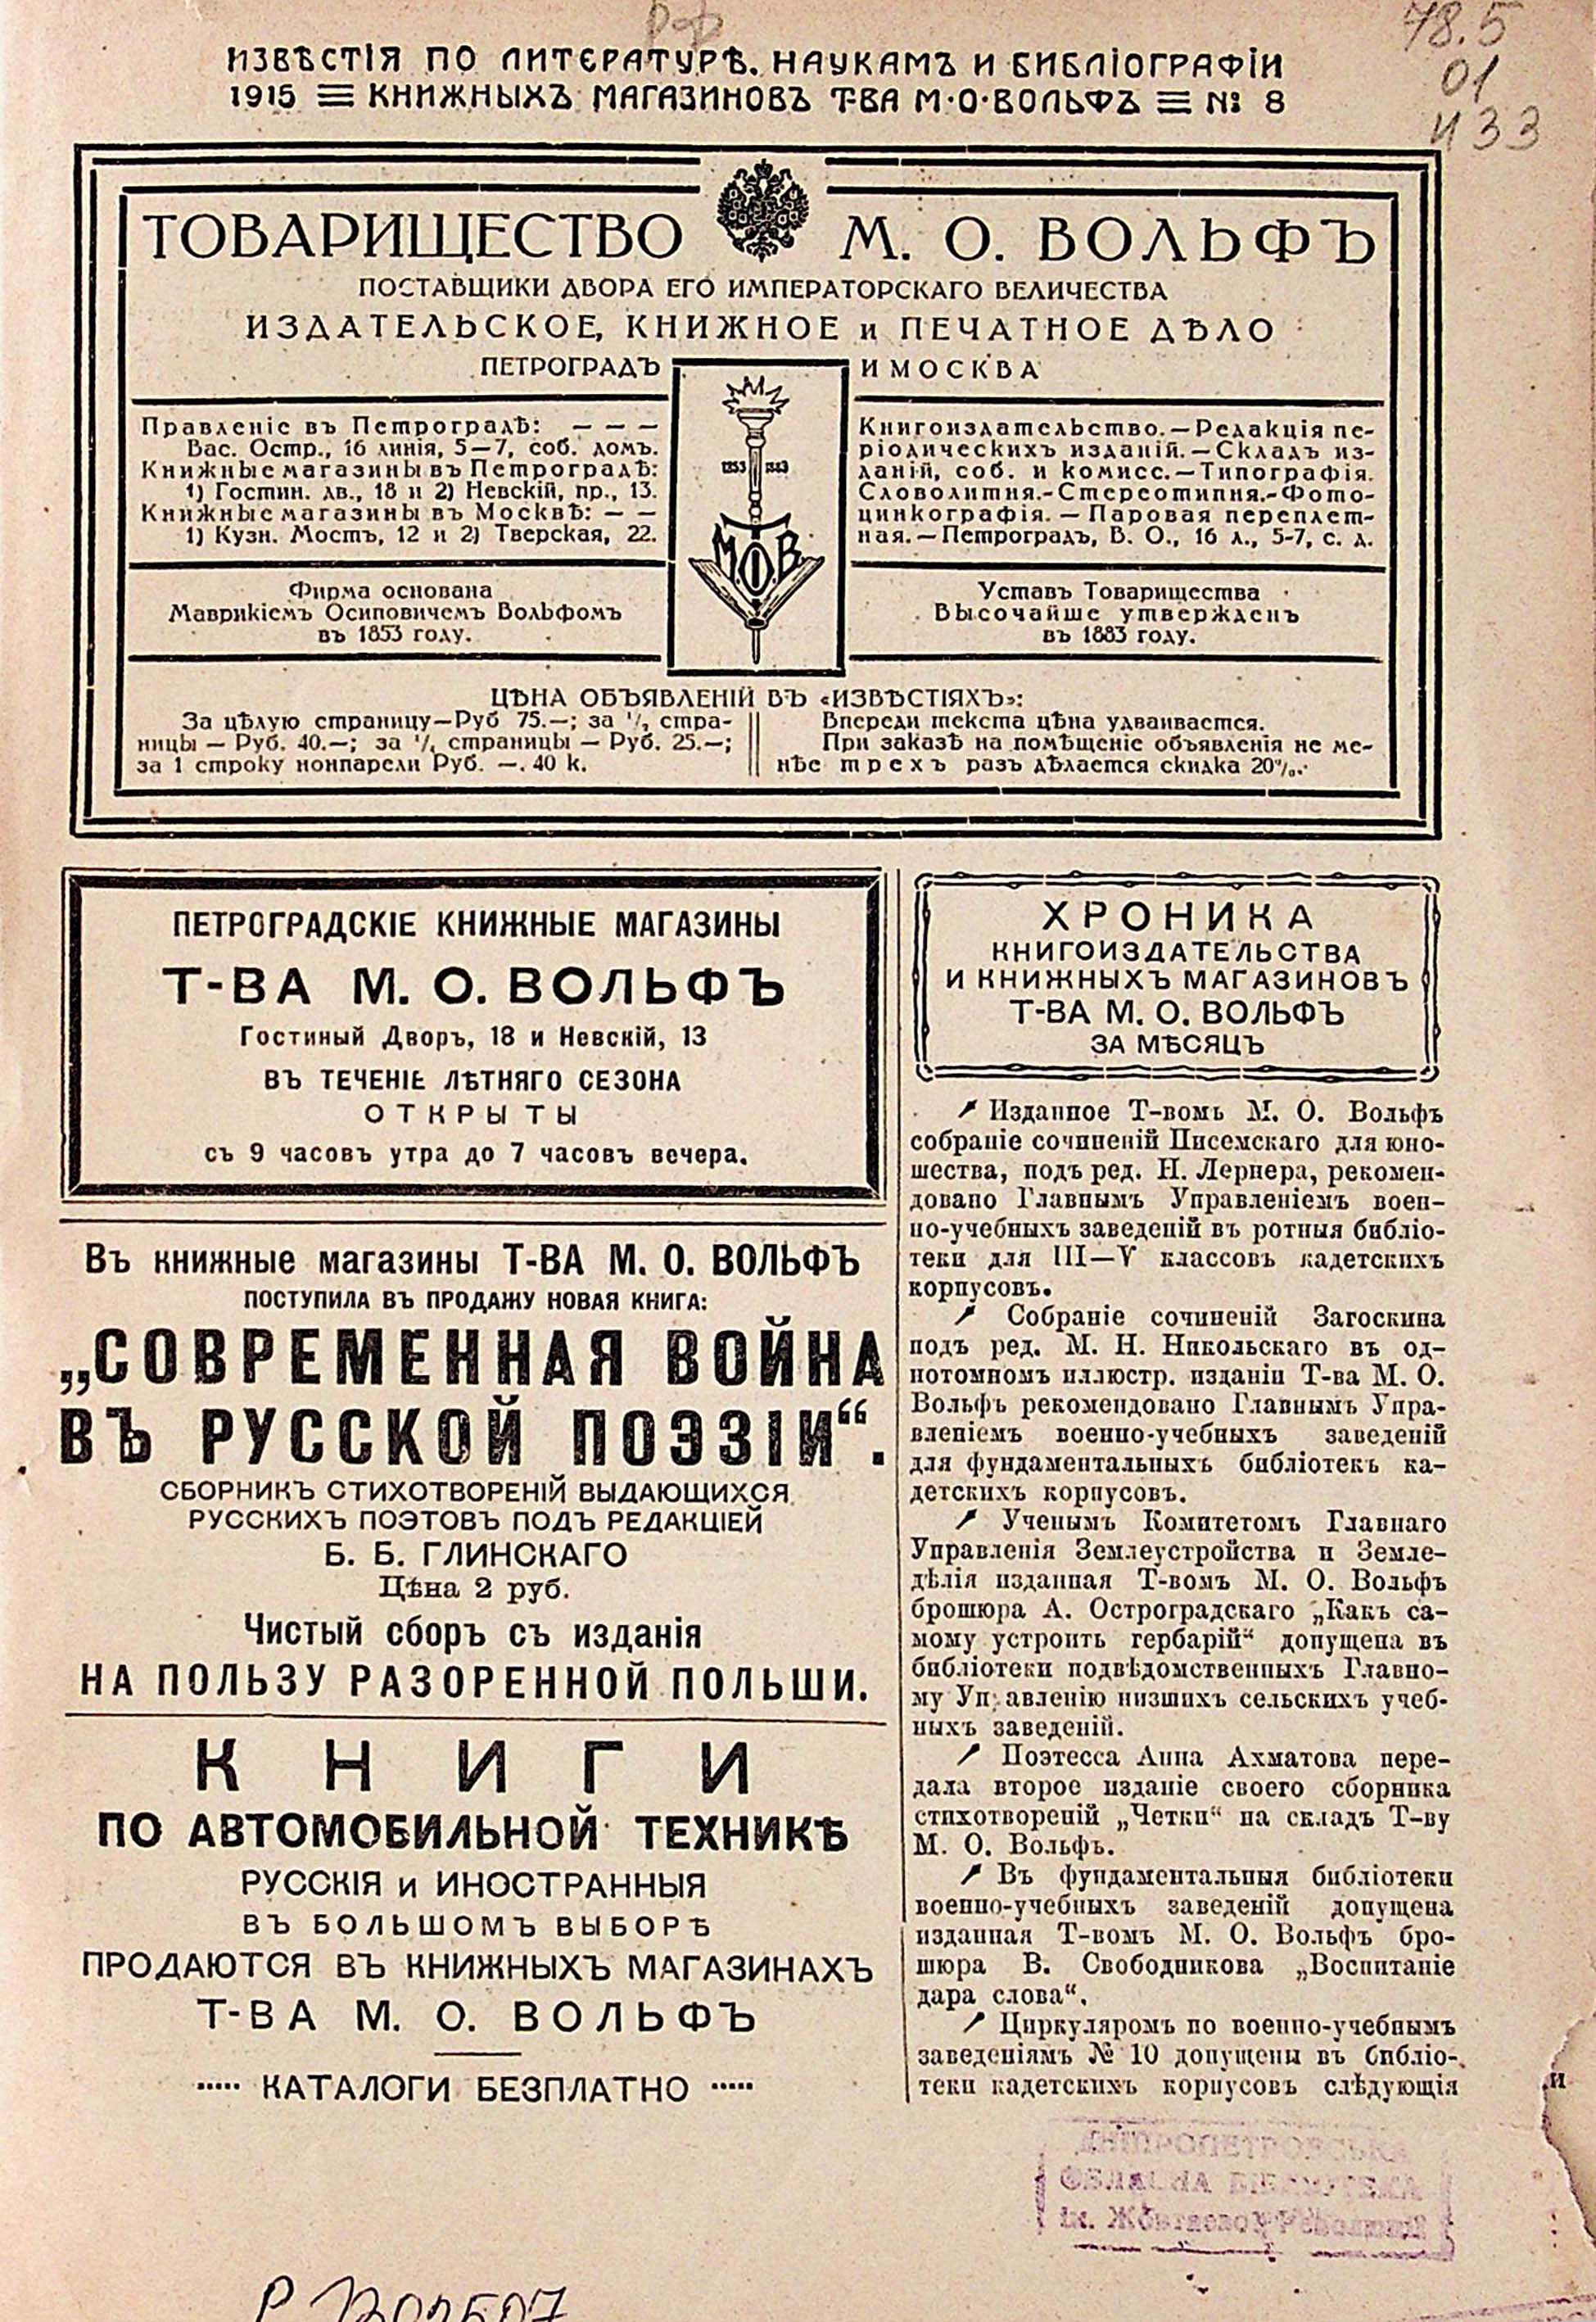 78.5
01
И33
ИЗВѢСТІЯ ПО ЛИТЕРАТУРѢ, НАУКАМЪ И БИБЛІОГРАФІИ
1915 КНИЖНЫХЪ МАГАЗИНОВЪ Т-ВА М·О·ВОЛЬФЪ № 8
ТОВАРИЩЕСТВО М. О. ВОЛЬФЪ
ПОСТАВЩИКИ ДВОРА ЕГО ИМПЕРАТОРСКАГО ВЕЛИЧЕСТВА
ИЗДАТЕЛЬСКОЕ, КНИЖНОЕ и ПЕЧАТНОЕ ДѢЛО
ПЕТРОГРАДЪ И МОСКВА
Правленіе въ Петроградѣ: — — —
Вас. Остр., 16 линія, 5—7, соб. домъ.
Книжные магазины въ Петроградѣ:
1) Гостин. дв., 18 и 2) Невскій, пр., 13.
Книжные магазины въ Москвѣ: — —
1) Кузн. Мостъ, 12 и 2) Тверская, 22.
Фирма основана
Маврикіемъ Осиповичемъ Вольфомъ
въ 1853 году.
1853 1883
М.О.В.
Книгоиздательство.—Редакція пе-
ріодическихъ изданій.—Складъ из-
даній, соб. и комисс.—Типографія.
Словолитня.-Стереотипня.-Фото-
цинкографія. — Паровая переплет-
ная.—Петроградъ, В. О., 16 л., 5-7, с. д.
Уставъ Товарищества
Высочайше утвержденъ
въ 1883 году.
ЦѢНА ОБЪЯВЛЕНІЙ ВЪ «ИЗВѢСТІЯХЪ»:
За цѣлую страницу—Руб 75.—; за 1/2 стра-
ницы — Руб. 40.—; за 1/4 страницы — Руб. 25.—;
за 1 строку нонпарели Руб. —. 40 к.
Впереди текста цѣна удваивается.
При заказѣ на помѣщеніе объявленія не ме-
нѣе трехъ разъ дѣлается скидка 20%.
ПЕТРОГРАДСКІЕ КНИЖНЫЕ МАГАЗИНЫ
Т-ВА М. О. ВОЛЬФЪ
Гостиный Дворъ, 18 и Невскій, 13
ВЪ ТЕЧЕНІЕ ЛѢТНЯГО СЕЗОНА
ОТКРЫТЫ
съ 9 часовъ утра до 7 часовъ вечера.
Въ книжные магазины Т-ВА М. О. ВОЛЬФЪ
ПОСТУПИЛА ВЪ ПРОДАЖУ НОВАЯ КНИГА:
„СОВРЕМЕННАЯ ВОЙНА
ВЪ РУССКОЙ ПОЭЗІИ“.
СБОРНИКЪ СТИХОТВОРЕНІЙ ВЫДАЮЩИХСЯ
РУССКИХЪ ПОЭТОВЪ ПОДЪ РЕДАКЦІЕЙ
Б. Б. ГЛИНСКАГО
Цѣна 2 руб.
Чистый сборъ съ изданія
НА ПОЛЬЗУ РАЗОРЕННОЙ ПОЛЬШИ.
КНИГИ
ПО АВТОМОБИЛЬНОЙ ТЕХНИКѢ
РУССКІЯ и ИНОСТРАННЫЯ
ВЪ БОЛЬШОМЪ ВЫБОРѢ
ПРОДАЮТСЯ ВЪ КНИЖНЫХЪ МАГАЗИНАХЪ
Т-ВА М. О. ВОЛЬФЪ
····· КАТАЛОГИ БЕЗПЛАТНО ·····
ХРОНИКА
КНИГОИЗДАТЕЛЬСТВА
И КНИЖНЫХЪ МАГАЗИНОВЪ
Т-ВА М. О. ВОЛЬФЪ
ЗА МѢСЯЦЪ
Изданное Т-вомъ М. О. Вольфъ
собраніе сочиненій Писемскаго для юно-
шества, подъ ред. Н. Лернера, рекомен-
довано Главнымъ Управленіемъ воен-
но-учебныхъ заведеній въ ротныя библіо-
теки для III—V классовъ кадетскихъ
корпусовъ.
Собраніе сочиненій Загоскина
подъ ред. М. Н. Никольскаго въ од-
нотомномъ иллюстр. изданіи Т-ва М. О.
Вольфъ рекомендовано Главнымъ Упра-
вленіемъ военно-учебныхъ заведеній
для фундаментальныхъ библіотекъ ка-
детскихъ корпусовъ.
Ученымъ Комитетомъ Главнаго
Управленія Землеустройства и Земле-
дѣлія изданная Т-вомъ М. О. Вольфъ
брошюра А. Остроградскаго „Какъ са-
мому устроить гербарій“ допущена въ
библіотеки подвѣдомственныхъ Главно-
му Управленію низшихъ сельскихъ учеб-
ныхъ заведеній.
Поэтесса Анна Ахматова пере-
дала второе изданіе своего сборника
стихотвореній „Четки“ на складъ Т-ву
М. О. Вольфъ.
Въ фундаментальныя библіотеки
военно-учебныхъ заведеній допущена
изданная Т-вомъ М. О. Вольфъ бро-
шюра В. Свободникова „Воспитаніе
дара слова“.
Циркуляромъ по военно-учебнымъ
заведеніямъ № 10 допущены въ библіо-
теки кадетскихъ корпусовъ слѣдующія
ДНІПРОПЕТРОВСЬКА
ОБЛАСНА БІБЛІОТЕКА
ім. Жовтневої Революції